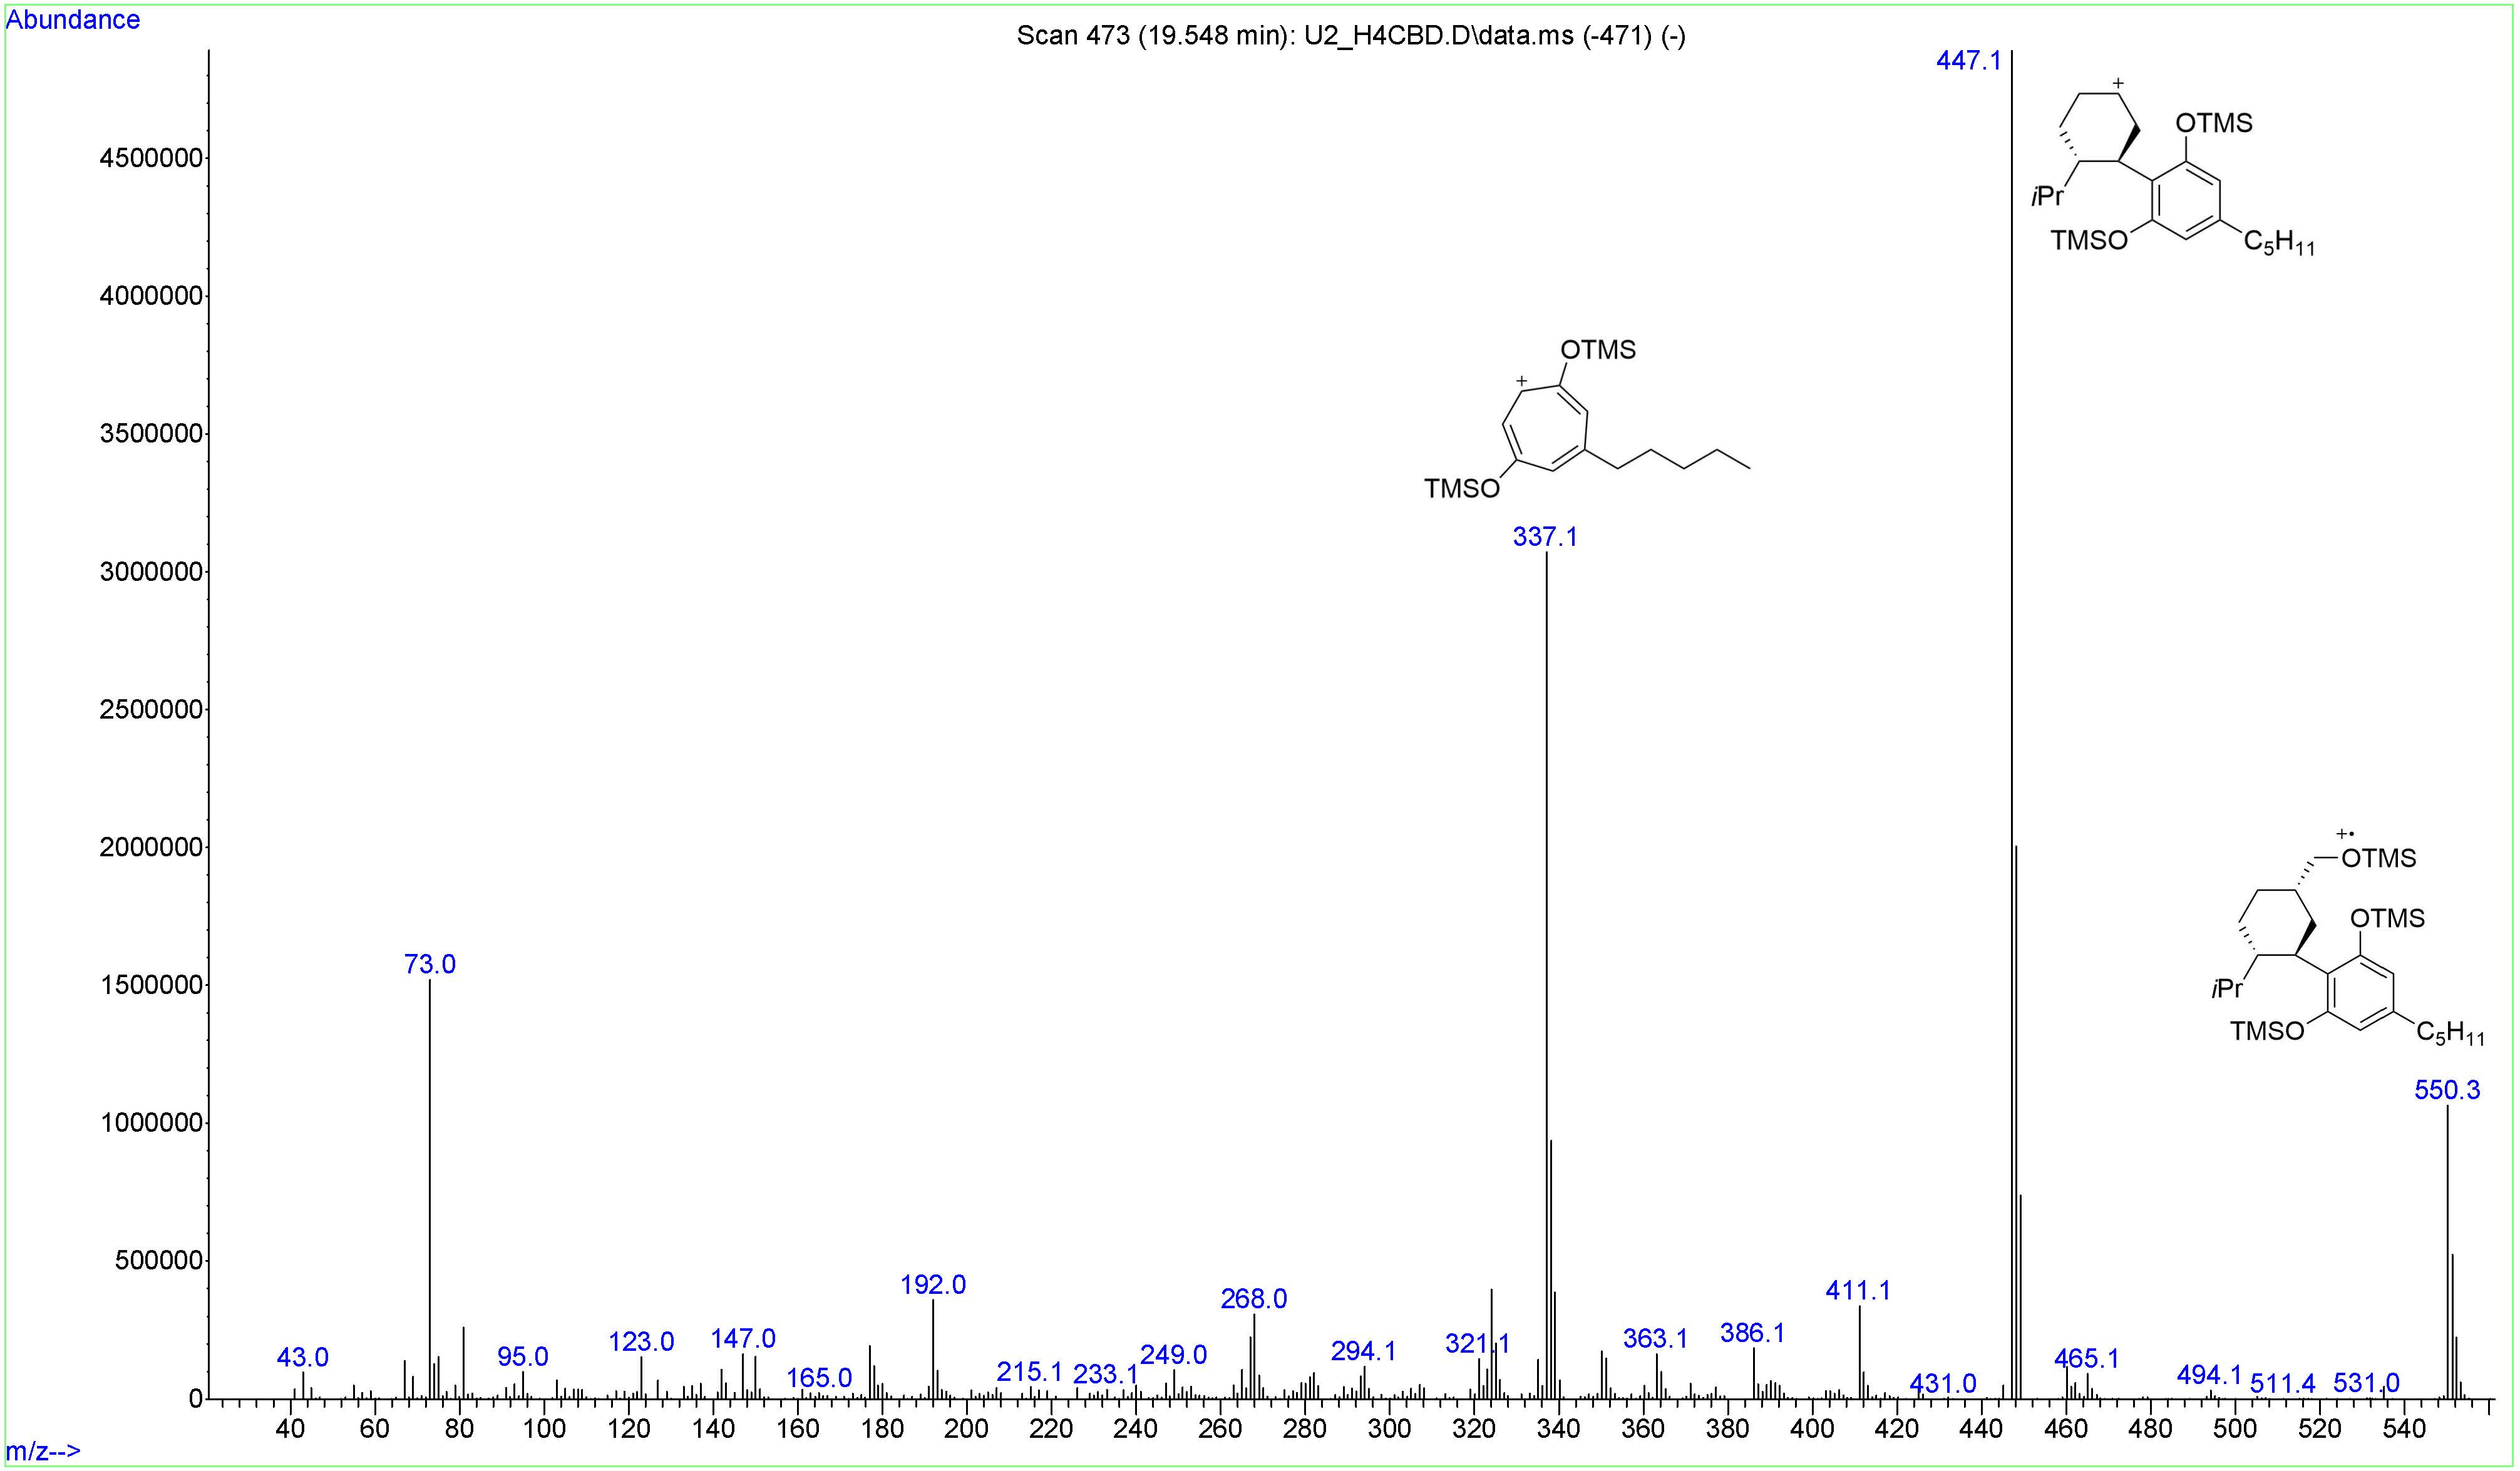 Abundance
Scan 473 (19.548 min): U2_H4CBD.D\data.ms (-471) (-)
447.1
+
OTMS
iPr
TMSO
C5H11
4500000
4000000
3500000
3000000
2500000
2000000
1500000
1000000
500000
0
OTMS
+
TMSO
337.1
+•
OTMS
OTMS
iPr
TMSO
C5H11
550.3
73.0
192.0
268.0
411.1
43.0
95.0
123.0
147.0
165.0
215.1
233.1
249.0
294.1
321.1
363.1
386.1
431.0
465.1
494.1
511.4
531.0
40 60 80 100 120 140 160 180 200 220 240 260 280 300 320 340 360 380 400 420 440 460 480 500 520 540
m/z-->